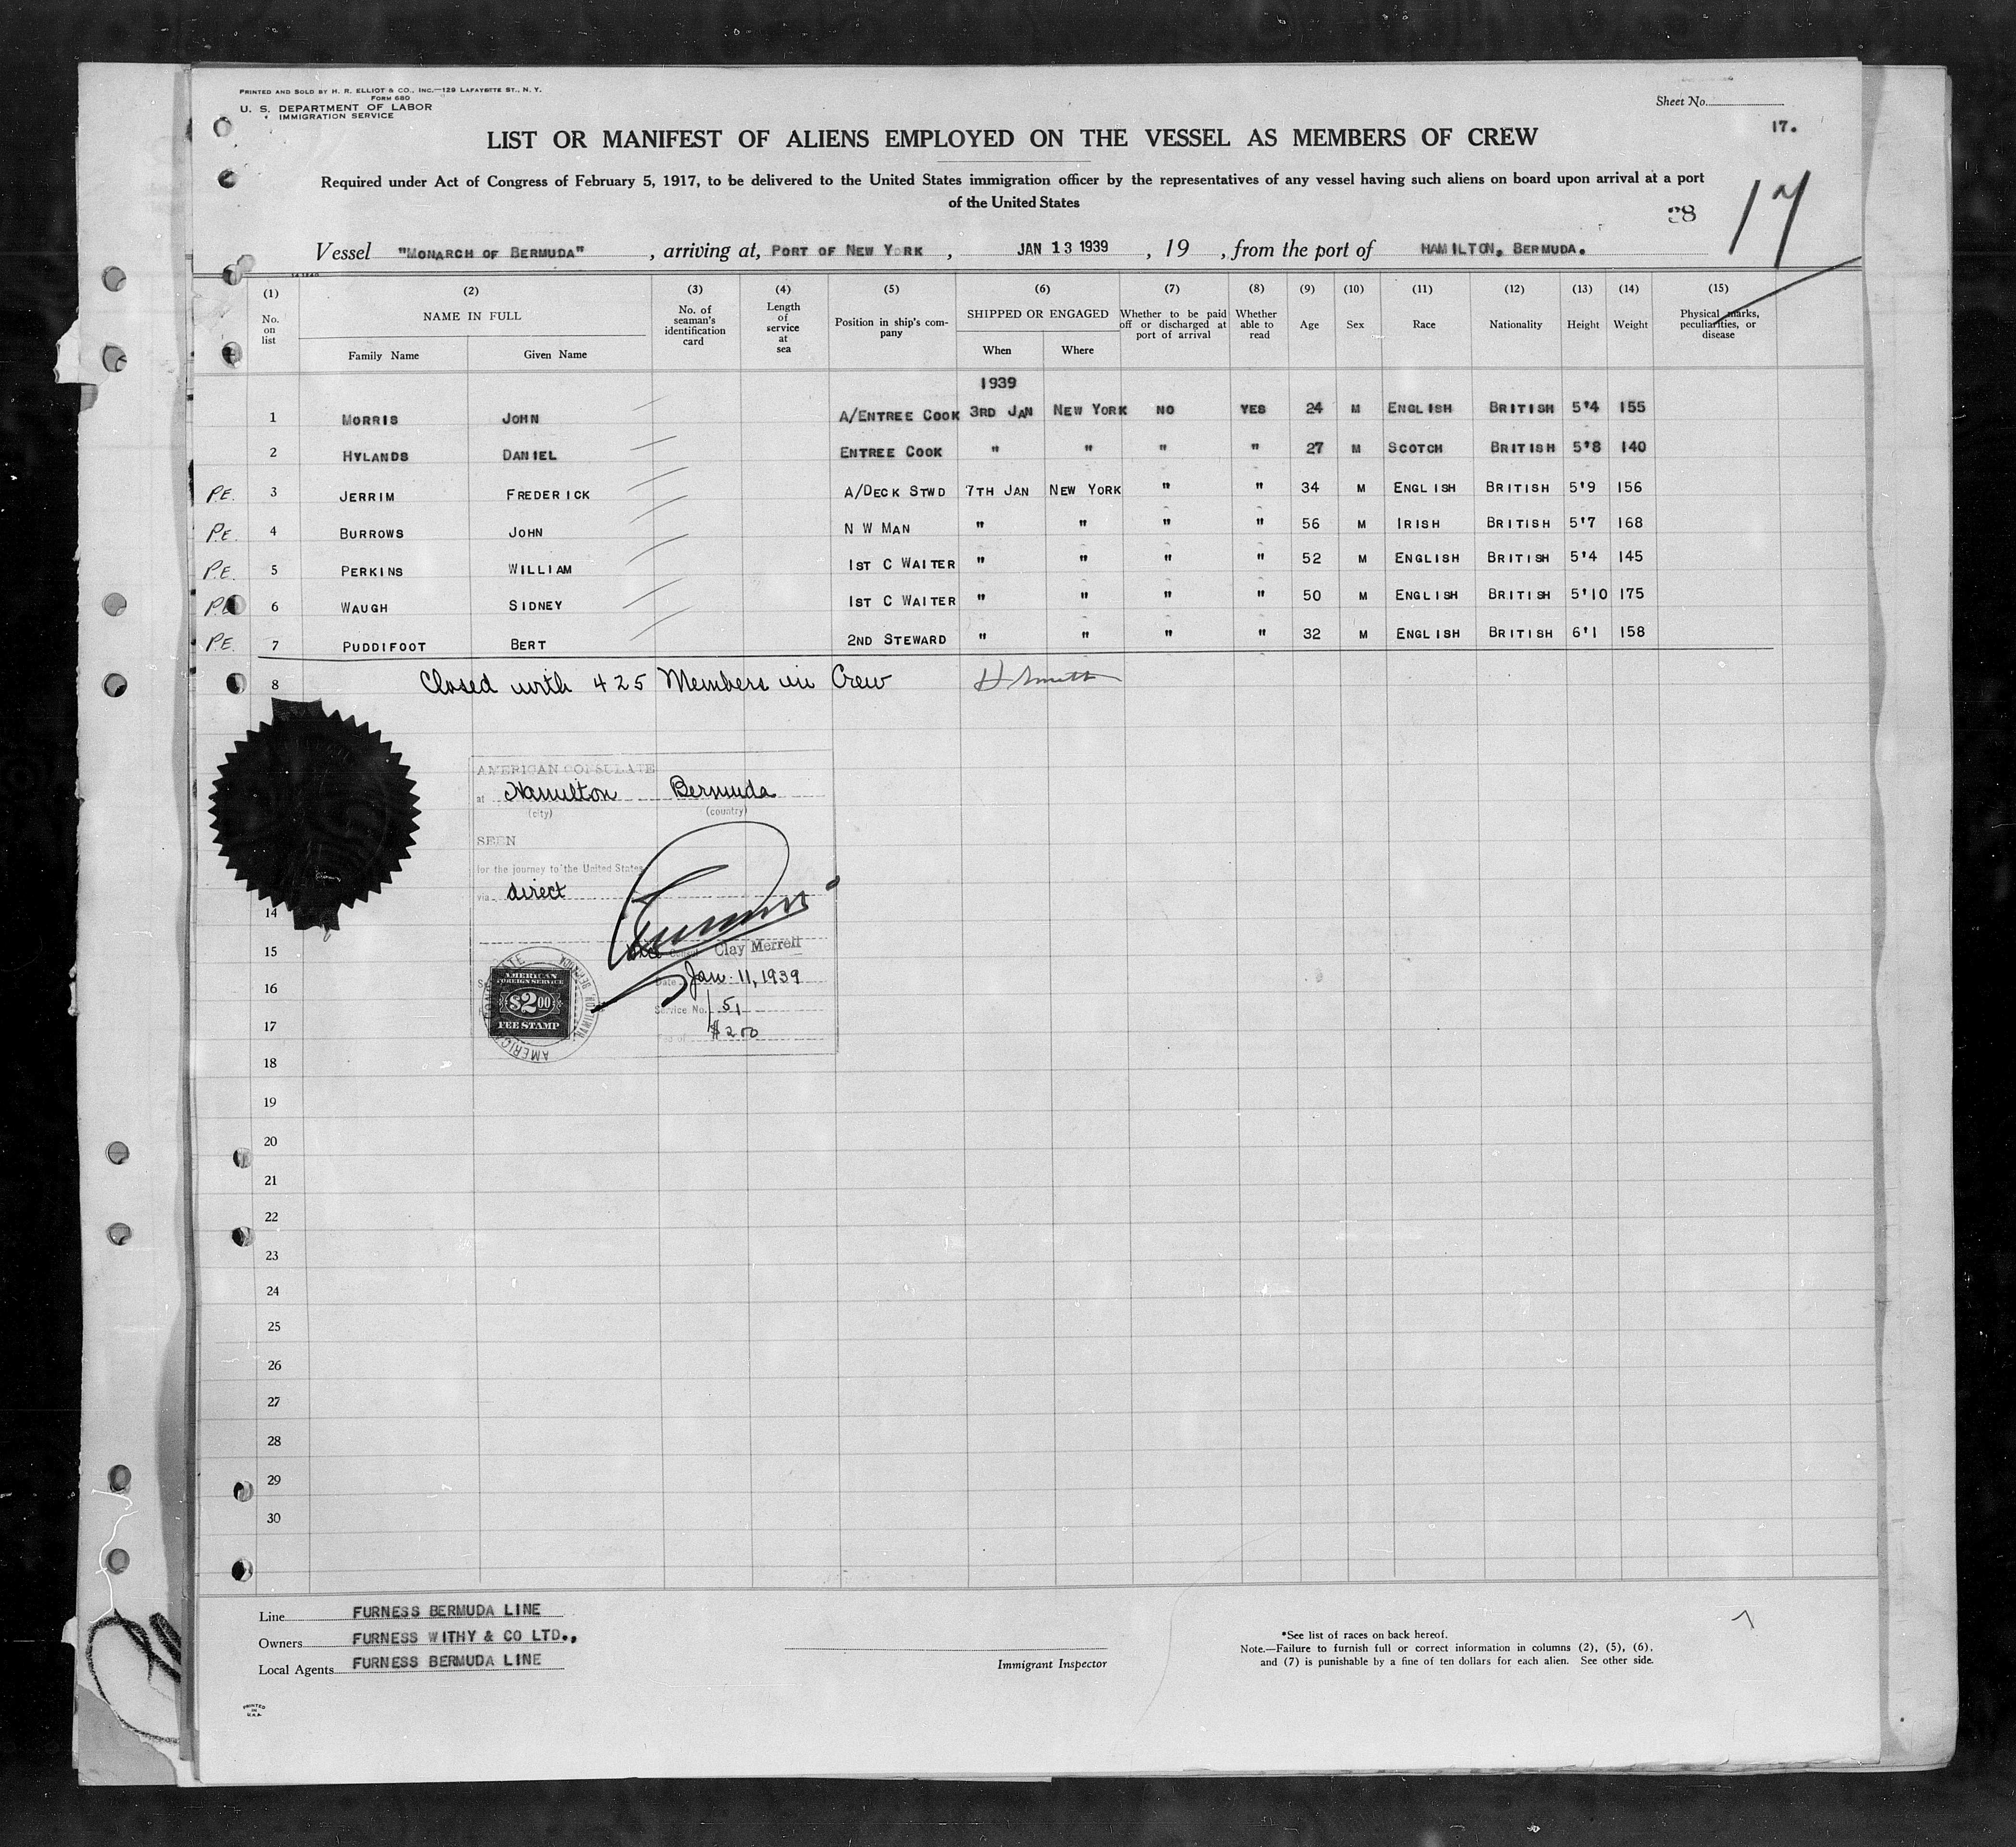 PRINTED AND SOLD BY H. R. ELLIOT & CO., INC.—129 LAFAYETTE ST., N. Y.
FORM 680
U. S. DEPARTMENT OF LABOR
IMMIGRATION SERVICE
Sheet No.
17.
LIST OR MANIFEST OF ALIENS EMPLOYED ON THE VESSEL AS MEMBERS OF CREW
Required under Act of Congress of February 5, 1917, to be delivered to the United States immigration officer by the representatives of any vessel having such aliens on board upon arrival at a port
of the United States
17
Vessel "MONARCH OF BERMUDA" , arriving at, PORT OF NEW YORK , JAN 13 1939 , 19 , from the port of HAMILTON, BERMUDA.
(1) (2) (3) (4) (5) (6) (7) (8) (9) (10) (11) (12) (13) (14) (15)
No. on list NAME IN FULL Family Name Given Name No. of seaman's identification card Length of service at sea Position in ship's company SHIPPED OR ENGAGED When Where Whether to be paid off or discharged at port of arrival Whether able to read Age Sex Race Nationality Height Weight Physical marks, peculiarities, or disease
1939
1 MORRIS JOHN A/ENTREE COOK 3RD JAN NEW YORK NO YES 24 M ENGLISH BRITISH 5'4 155
2 HYLANDS DANIEL ENTREE COOK " " " " 27 M SCOTCH BRITISH 5'8 140
P.E. 3 JERRIM FREDERICK A/DECK STWD 7TH JAN NEW YORK " " 34 M ENGLISH BRITISH 5'9 156
P.E. 4 BURROWS JOHN N W MAN " " " " 56 M IRISH BRITISH 5'7 168
P.E. 5 PERKINS WILLIAM 1ST C WAITER " " " " 52 M ENGLISH BRITISH 5'4 145
P.E. 6 WAUGH SIDNEY 1ST C WAITER " " " " 50 M ENGLISH BRITISH 5'10 175
P.E. 7 PUDDIFOOT BERT 2ND STEWARD " " " " 32 M ENGLISH BRITISH 6'1 158
8 Closed with 425 Members in Crew H Smith
AMERICAN CONSULATE
at Hamilton Bermuda
(city) (country)
SEEN
for the journey to the United States
via direct
14
15
Clay Merrell
16
Date Jan. 11, 1939
Service No. 151
Fee of $2.00
AMERICAN
FOREIGN SERVICE
$2.00
FEE STAMP
17
18
19
20
21
22
23
24
25
26
27
28
29
30
Line FURNESS BERMUDA LINE
Owners FURNESS WITHY & CO LTD.,
Local Agents FURNESS BERMUDA LINE
Immigrant Inspector
*See list of races on back hereof.
Note.—Failure to furnish full or correct information in columns (2), (5), (6),
and (7) is punishable by a fine of ten dollars for each alien. See other side.
PRINTED
IN
U.S.A.